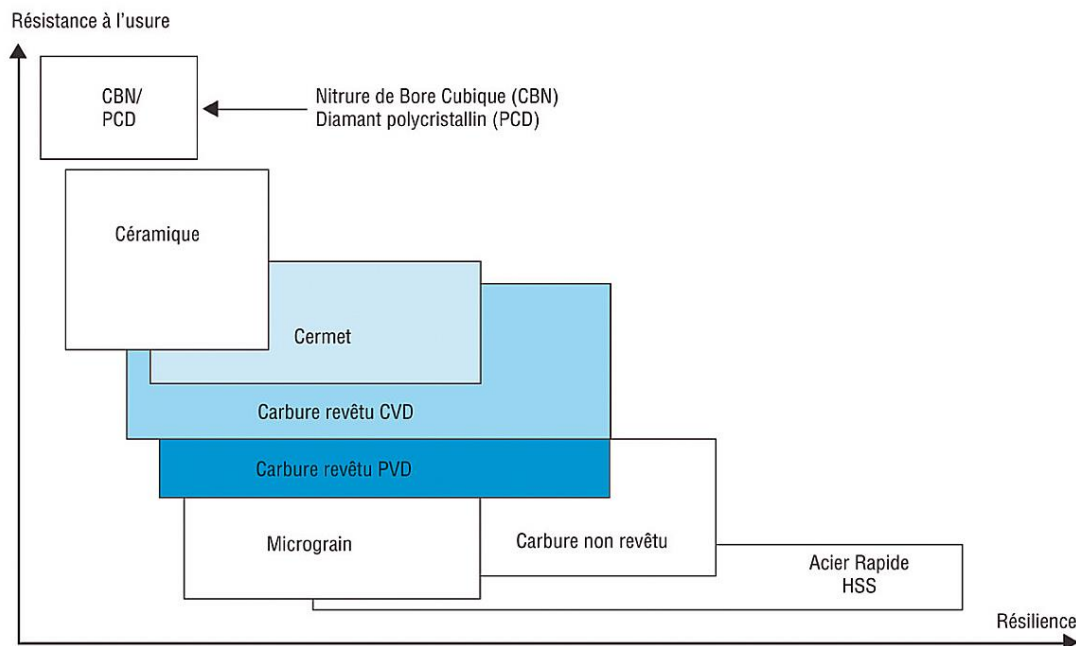 Résistance à l'usure
CBN/
PCD
Nitrure de Bore Cubique (CBN)
Diamant polycristallin (PCD)
Céramique
Cermet
Carbure revêtu CVD
Carbure revêtu PVD
Micrograin
Carbure non revêtu
Acier Rapide
HSS
Résilience